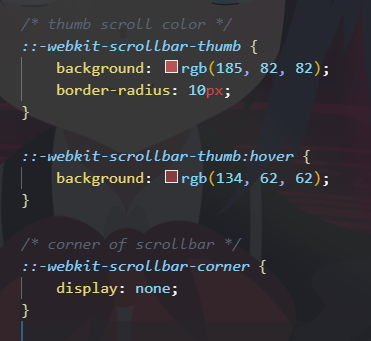 /* thumb scroll color */
::-webkit-scrollbar-thumb {
    background: rgb(185, 82, 82);
    border-radius: 10px;
}

::-webkit-scrollbar-thumb:hover {
    background: rgb(134, 62, 62);
}

/* corner of scrollbar */
::-webkit-scrollbar-corner {
    display: none;
}